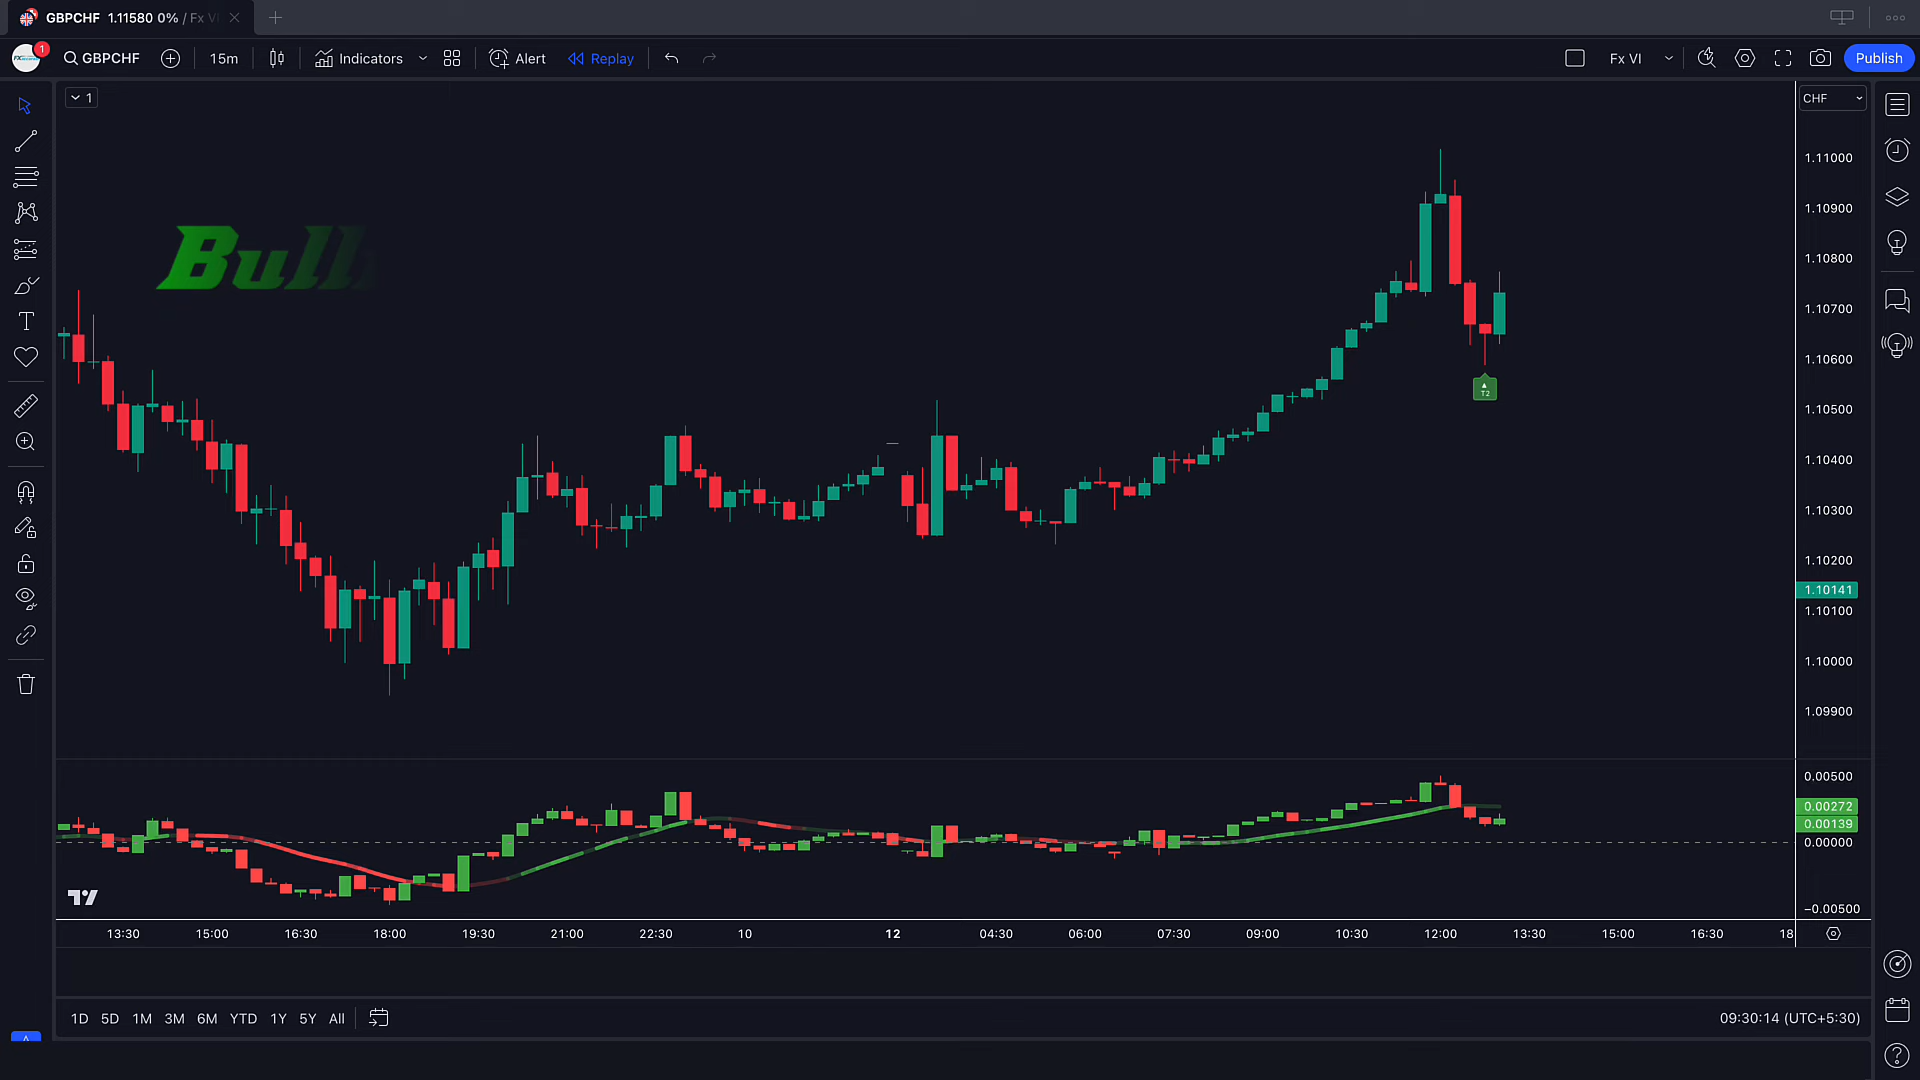 GBPCHF 1.11580 0% / Fx VI
1
GBPCHF
15m
Indicators
Alert
Replay
Fx VI
Publish
1
CHF
Bull
1.11000
1.10900
1.10800
1.10700
1.10600
1.10500
1.10400
1.10300
1.10200
1.10141
1.10100
1.10000
1.09900
T2
0.00500
0.00272
0.00139
0.00000
−0.00500
13:30 15:00 16:30 18:00 19:30 21:00 22:30 10 12 04:30 06:00 07:30 09:00 10:30 12:00 13:30 15:00 16:30 18
1D 5D 1M 3M 6M YTD 1Y 5Y All
09:30:14 (UTC+5:30)